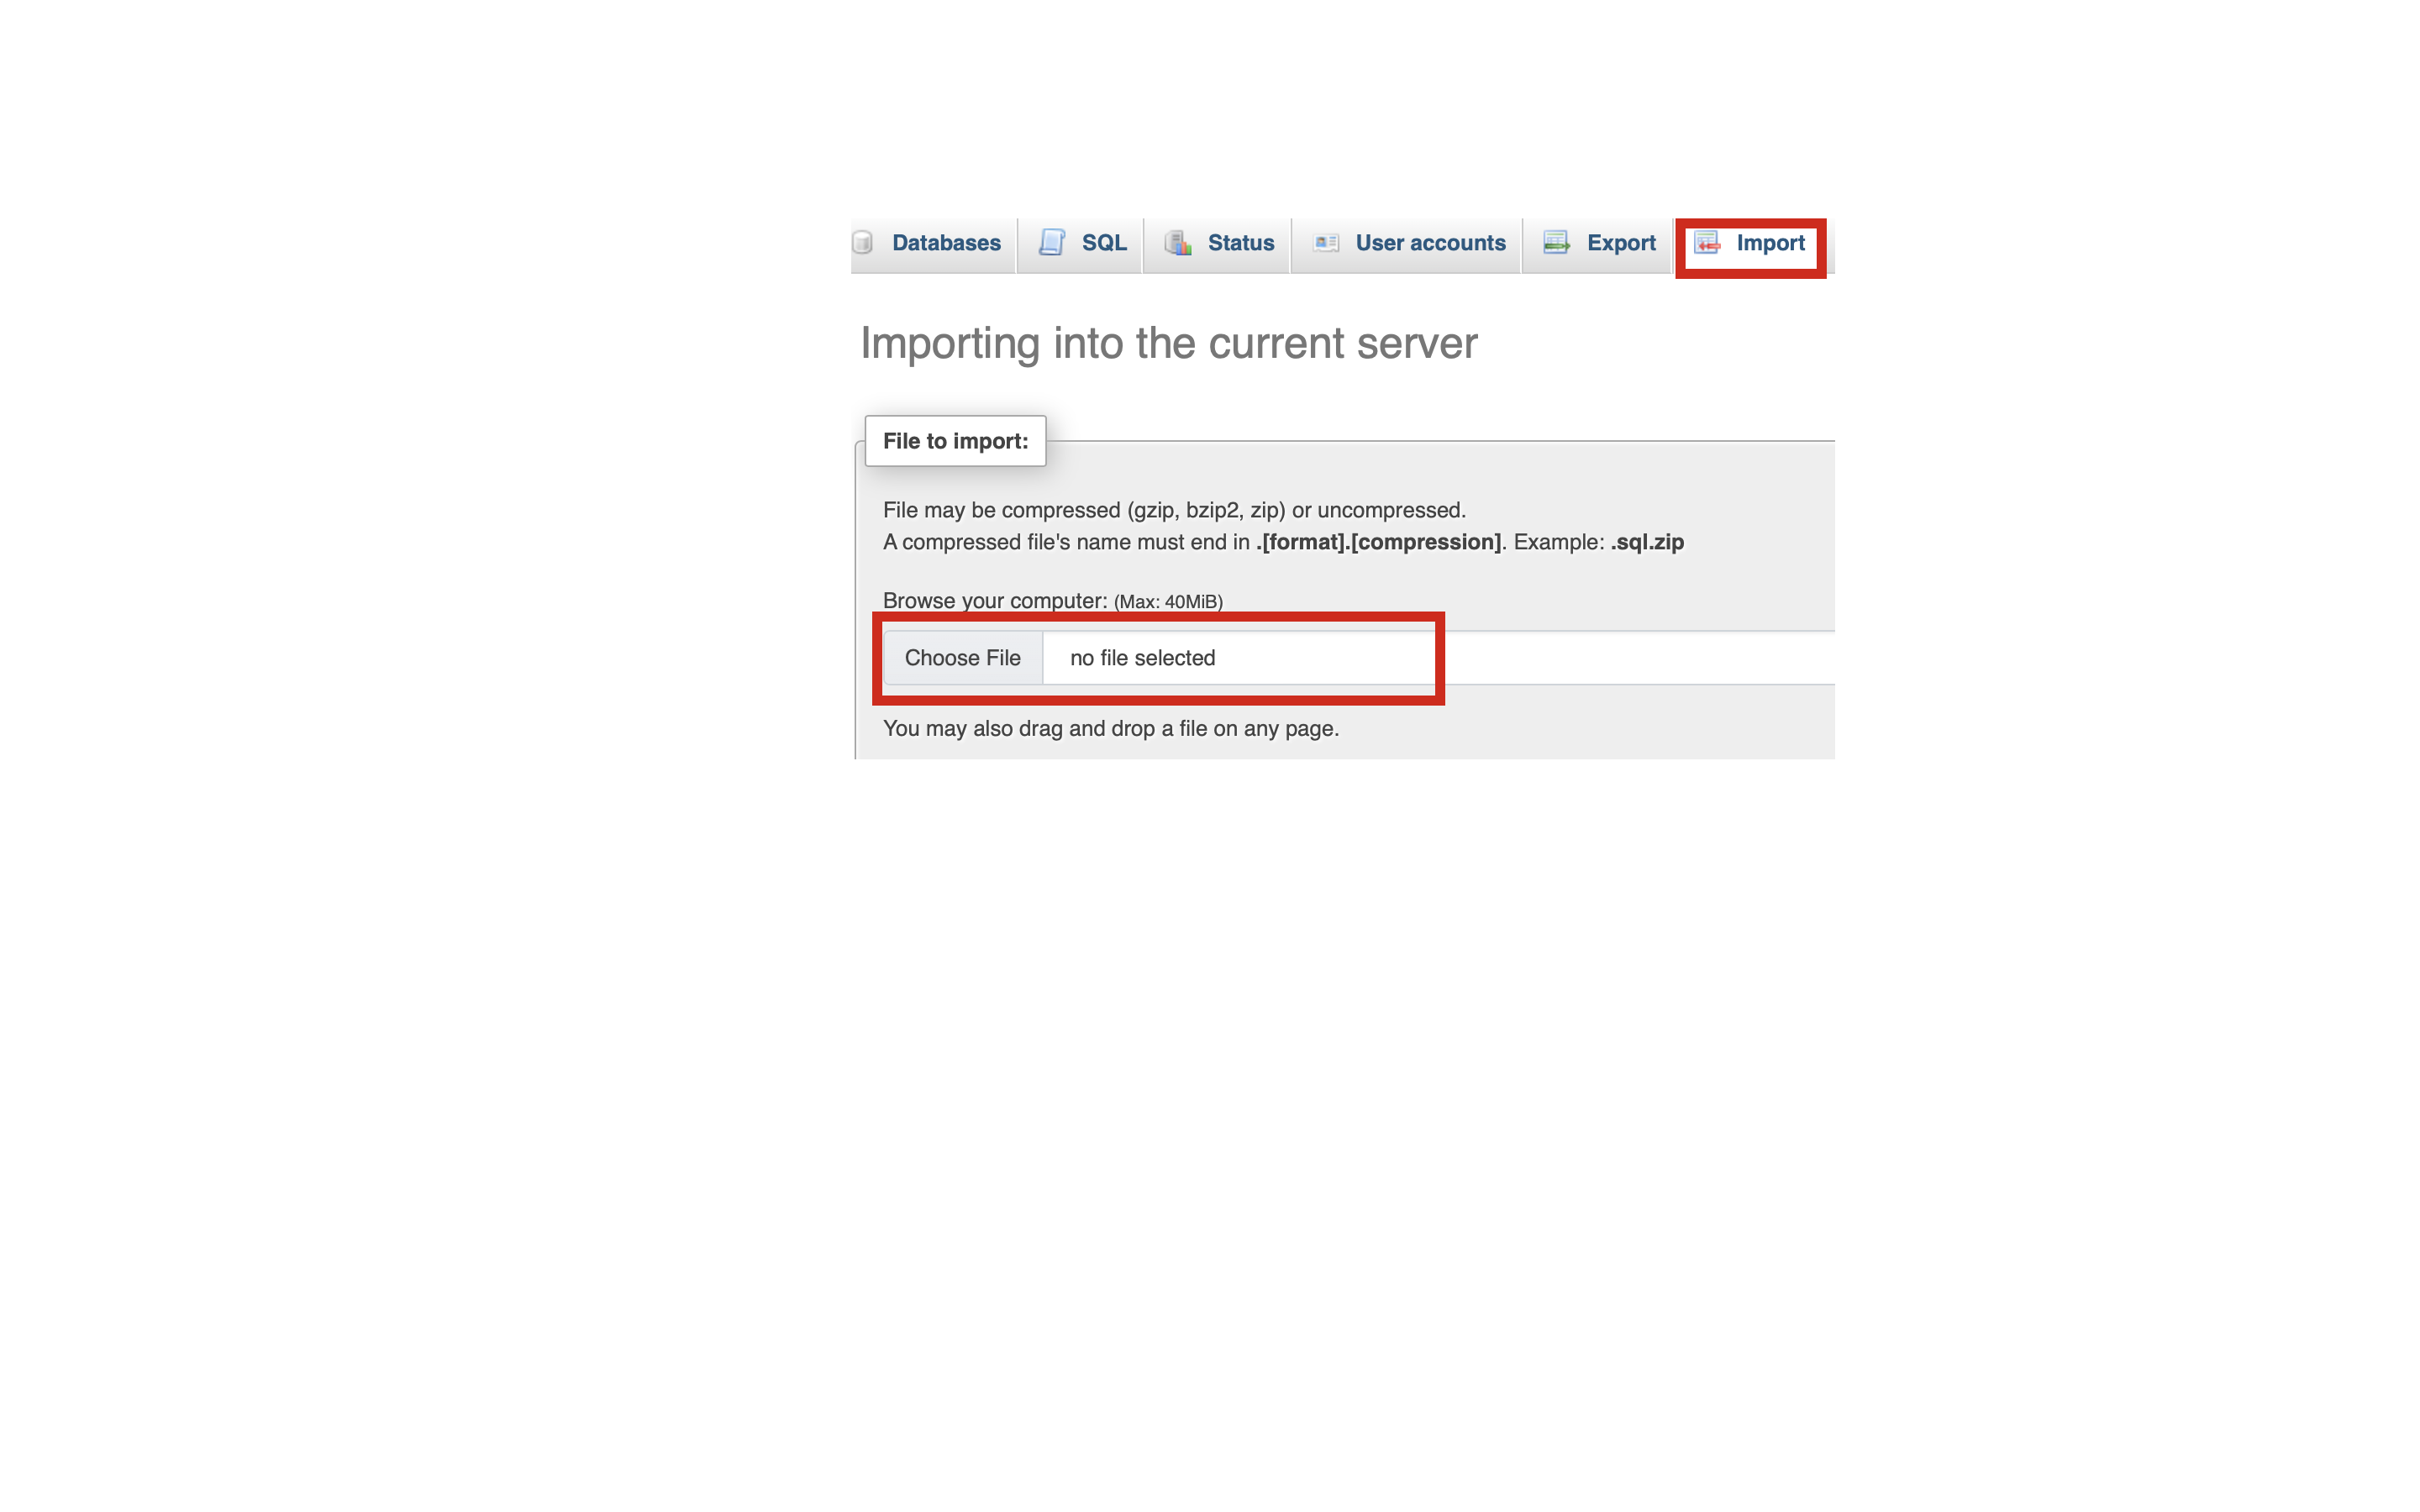 Databases SQL Status User accounts Export Import
Importing into the current server
File to import:
File may be compressed (gzip, bzip2, zip) or uncompressed.
A compressed file's name must end in .[format].[compression]. Example: .sql.zip
Browse your computer: (Max: 40MiB)
Choose File no file selected
You may also drag and drop a file on any page.